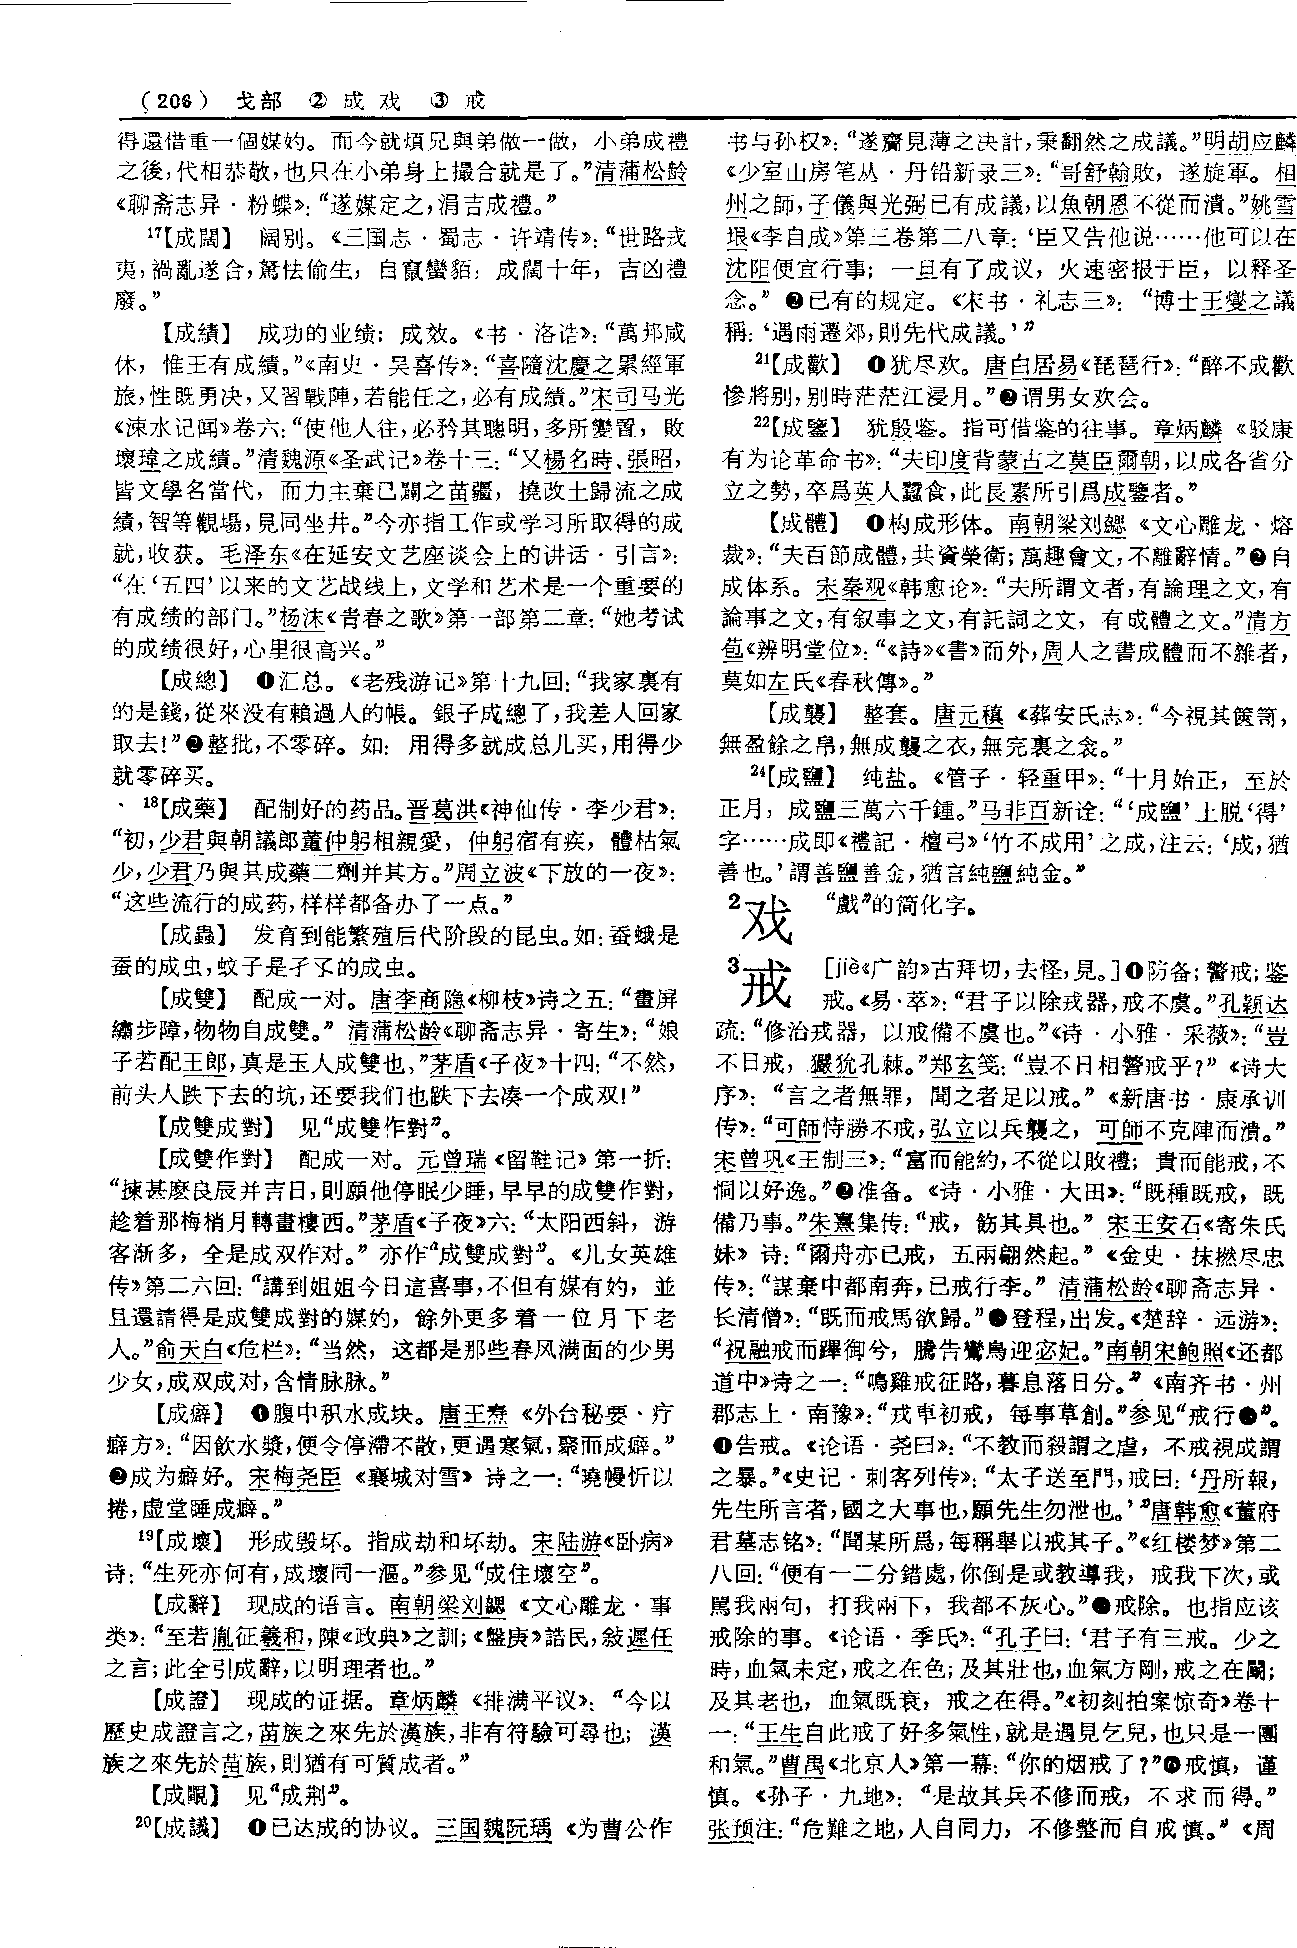 (206) 戈部 ②成戏 ③戒
得還借重一個媒妁。而今就煩兄與弟做一做，小弟成禮
之後，代相恭敬，也只在小弟身上撮合就是了。”清蒲松龄
《聊斋志异·粉蝶》：“遂媒定之，涓吉成禮。”
17【成闊】 阔别。《三国志·蜀志·许靖传》：“世路戎
夷，禍亂遂合，駑怯偷生，自竄蠻貊，成闊十年，吉凶禮
廢。”
【成績】 成功的业绩；成效。《书·洛诰》：“萬邦咸
休，惟王有成績。”《南史·吴喜传》：“喜隨沈慶之累經軍
旅，性既勇决，又習戰陣，若能任之，必有成績。”宋司马光
《涑水记闻》卷六：“使他人往，必矜其聰明，多所變置，敗
壞瑋之成績。”清魏源《圣武记》卷十三：“又楊名時、張昭，
皆文學名當代，而力主棄已闢之苗疆，撓改土歸流之成
績，智等觀場，見同坐井。”今亦指工作或学习所取得的成
就，收获。毛泽东《在延安文艺座谈会上的讲话·引言》：
“在‘五四’以来的文艺战线上，文学和艺术是一个重要的
有成绩的部门。”杨沫《青春之歌》第一部第二章：“她考试
的成绩很好，心里很高兴。”
【成總】 ❶汇总。《老残游记》第十九回：“我家裏有
的是錢，從來没有賴過人的帳。銀子成總了，我差人回家
取去！”❷整批，不零碎。如：用得多就成总儿买，用得少
就零碎买。
18【成藥】 配制好的药品。晋葛洪《神仙传·李少君》：
“初，少君與朝議郎董仲躬相親愛，仲躬宿有疾，體枯氣
少，少君乃與其成藥二劑并其方。”周立波《下放的一夜》：
“这些流行的成药，样样都备办了一点。”
【成蟲】 发育到能繁殖后代阶段的昆虫。如：蚕蛾是
蚕的成虫，蚊子是孑孓的成虫。
【成雙】 配成一对。唐李商隐《柳枝》诗之五：“畫屏
繡步障，物物自成雙。”清蒲松龄《聊斋志异·寄生》：“娘
子若配王郎，真是玉人成雙也。”茅盾《子夜》十四：“不然，
前头人跌下去的坑，还要我们也跌下去凑一个成双！”
【成雙成對】 见“成雙作對”。
【成雙作對】 配成一对。元曾瑞《留鞋记》第一折：
“揀甚麽良辰并吉日，則願他停眠少睡，早早的成雙作對，
趁着那梅梢月轉畫樓西。”茅盾《子夜》六：“太阳西斜，游
客渐多，全是成双作对。”亦作“成雙成對”。《儿女英雄
传》第二六回：“講到姐姐今日這喜事，不但有媒有妁，並
且還請得是成雙成對的媒妁，餘外更多着一位月下老
人。”俞天白《危栏》：“当然，这都是那些春风满面的少男
少女，成双成对，含情脉脉。”
【成癖】 ❶腹中积水成块。唐王焘《外台秘要·疗
癖方》：“因飲水漿，便令停滯不散，更遇寒氣，聚而成癖。”
❷成为癖好。宋梅尧臣《襄城对雪》诗之一：“曉幔忻以
捲，虚堂睡成癖。”
19【成壞】 形成毁坏。指成劫和坏劫。宋陆游《卧病》
诗：“生死亦何有，成壞同一漚。”参见“成住壞空”。
【成辭】 现成的语言。南朝梁刘勰《文心雕龙·事
类》：“至若胤征羲和，陳《政典》之訓；《盤庚》誥民，敍遲任
之言；此全引成辭，以明理者也。”
【成證】 现成的证据。章炳麟《排满平议》：“今以
歷史成證言之，苗族之來先於漢族，非有符驗可尋也；漢
族之來先於苗族，則猶有可質成者。”
【成覸】 见“成荆”。
20【成議】 ❶已达成的协议。三国魏阮瑀《为曹公作
书与孙权》：“遂齎見薄之决計，秉翻然之成議。”明胡应麟
《少室山房笔丛·丹铅新录三》：“哥舒翰敗，遂旋軍。相
州之師，子儀與光弼已有成議，以魚朝恩不從而潰。”姚雪
垠《李自成》第三卷第二八章：‘臣又告他说……他可以在
沈阳便宜行事；一旦有了成议，火速密报于臣，以释圣
念。”❷已有的规定。《宋书·礼志三》：“博士王燮之議
稱：‘遇雨遷郊，則先代成議。’”
21【成歡】 ❶犹尽欢。唐白居易《琵琶行》：“醉不成歡
慘將别，别時茫茫江浸月。”❷谓男女欢会。
22【成鑒】 犹殷鉴。指可借鉴的往事。章炳麟《驳康
有为论革命书》：“夫印度背蒙古之莫臣爾朝，以成各省分
立之勢，卒爲英人蠶食，此長素所引爲成鑒者。”
【成體】 ❶构成形体。南朝梁刘勰《文心雕龙·熔
裁》：“夫百節成體，共資榮衛；萬趣會文，不離辭情。”❷自
成体系。宋秦观《韩愈论》：“夫所謂文者，有論理之文，有
論事之文，有叙事之文，有託詞之文，有成體之文。”清方
苞《辨明堂位》：“《詩》《書》而外，周人之書成體而不雜者，
莫如左氏《春秋傳》。”
【成襲】 整套。唐元稹《葬安氏志》：“今視其篋笥，
無盈餘之帛，無成襲之衣，無完裏之衾。”
24【成鹽】 纯盐。《管子·轻重甲》：“十月始正，至於
正月，成鹽三萬六千鍾。”马非百新诠：“‘成鹽’上脱‘得’
字……成即《禮記·檀弓》‘竹不成用’之成，注云：‘成，猶
善也。’謂善鹽善金，猶言純鹽純金。”
2戏 “戲”的简化字。
3戒 [jiè《广韵》古拜切，去怪，見。]❶防备；警戒；鉴
戒。《易·萃》：“君子以除戎器，戒不虞。”孔颖达
疏：“修治戎器，以戒備不虞也。”《诗·小雅·采薇》：“豈
不日戒，玁狁孔棘。”郑玄笺：“豈不日相警戒乎？”《诗大
序》：“言之者無罪，聞之者足以戒。”《新唐书·康承训
传》：“可師恃勝不戒，弘立以兵襲之，可師不克陣而潰。”
宋曾巩《王制三》：“富而能約，不從以敗禮；貴而能戒，不
恫以好逸。”❷准备。《诗·小雅·大田》：“既種既戒，既
備乃事。”朱熹集传：“戒，飭其具也。”宋王安石《寄朱氏
妹》诗：“爾舟亦已戒，五兩翩然起。”《金史·抹撚尽忠
传》：“謀棄中都南奔，已戒行李。”清蒲松龄《聊斋志异·
长清僧》：“既而戒馬欲歸。”●登程，出发。《楚辞·远游》：
“祝融戒而蹕御兮，騰告鸞鳥迎宓妃。”南朝宋鲍照《还都
道中》诗之一：“鳴雞戒征路，暮息落日分。”《南齐书·州
郡志上·南豫》：“戎車初戒，每事草創。”参见“戒行●”。
❹告戒。《论语·尧曰》：“不教而殺謂之虐，不戒視成謂
之暴。”《史记·刺客列传》：“太子送至門，戒曰：‘丹所報，
先生所言者，國之大事也，願先生勿泄也。’”唐韩愈《董府
君墓志铭》：“聞某所爲，每稱舉以戒其子。”《红楼梦》第二
八回：“便有一二分錯處，你倒是或教導我，戒我下次，或
罵我兩句，打我兩下，我都不灰心。”●戒除。也指应该
戒除的事。《论语·季氏》：“孔子曰：‘君子有三戒。少之
時，血氣未定，戒之在色；及其壯也，血氣方剛，戒之在鬭；
及其老也，血氣既衰，戒之在得。”《初刻拍案惊奇》卷十
一：“王生自此戒了好多氣性，就是遇見乞兒，也只是一團
和氣。”曹禺《北京人》第一幕：“你的烟戒了？”❻戒慎，谨
慎。《孙子·九地》：“是故其兵不修而戒，不求而得。”
张预注：“危難之地，人自同力，不修整而自戒慎。”《周